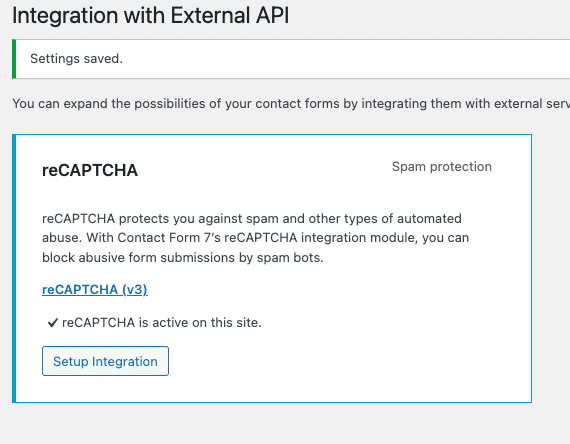 Integration with External API
Settings saved.
You can expand the possibilities of your contact forms by integrating them with external
reCAPTCHA
Spam protection
reCAPTCHA protects you against spam and other types of automated
abuse. With Contact Form 7’s reCAPTCHA integration module, you can
block abusive form submissions by spam bots.
reCAPTCHA (v3)
✔ reCAPTCHA is active on this site.
Setup Integration